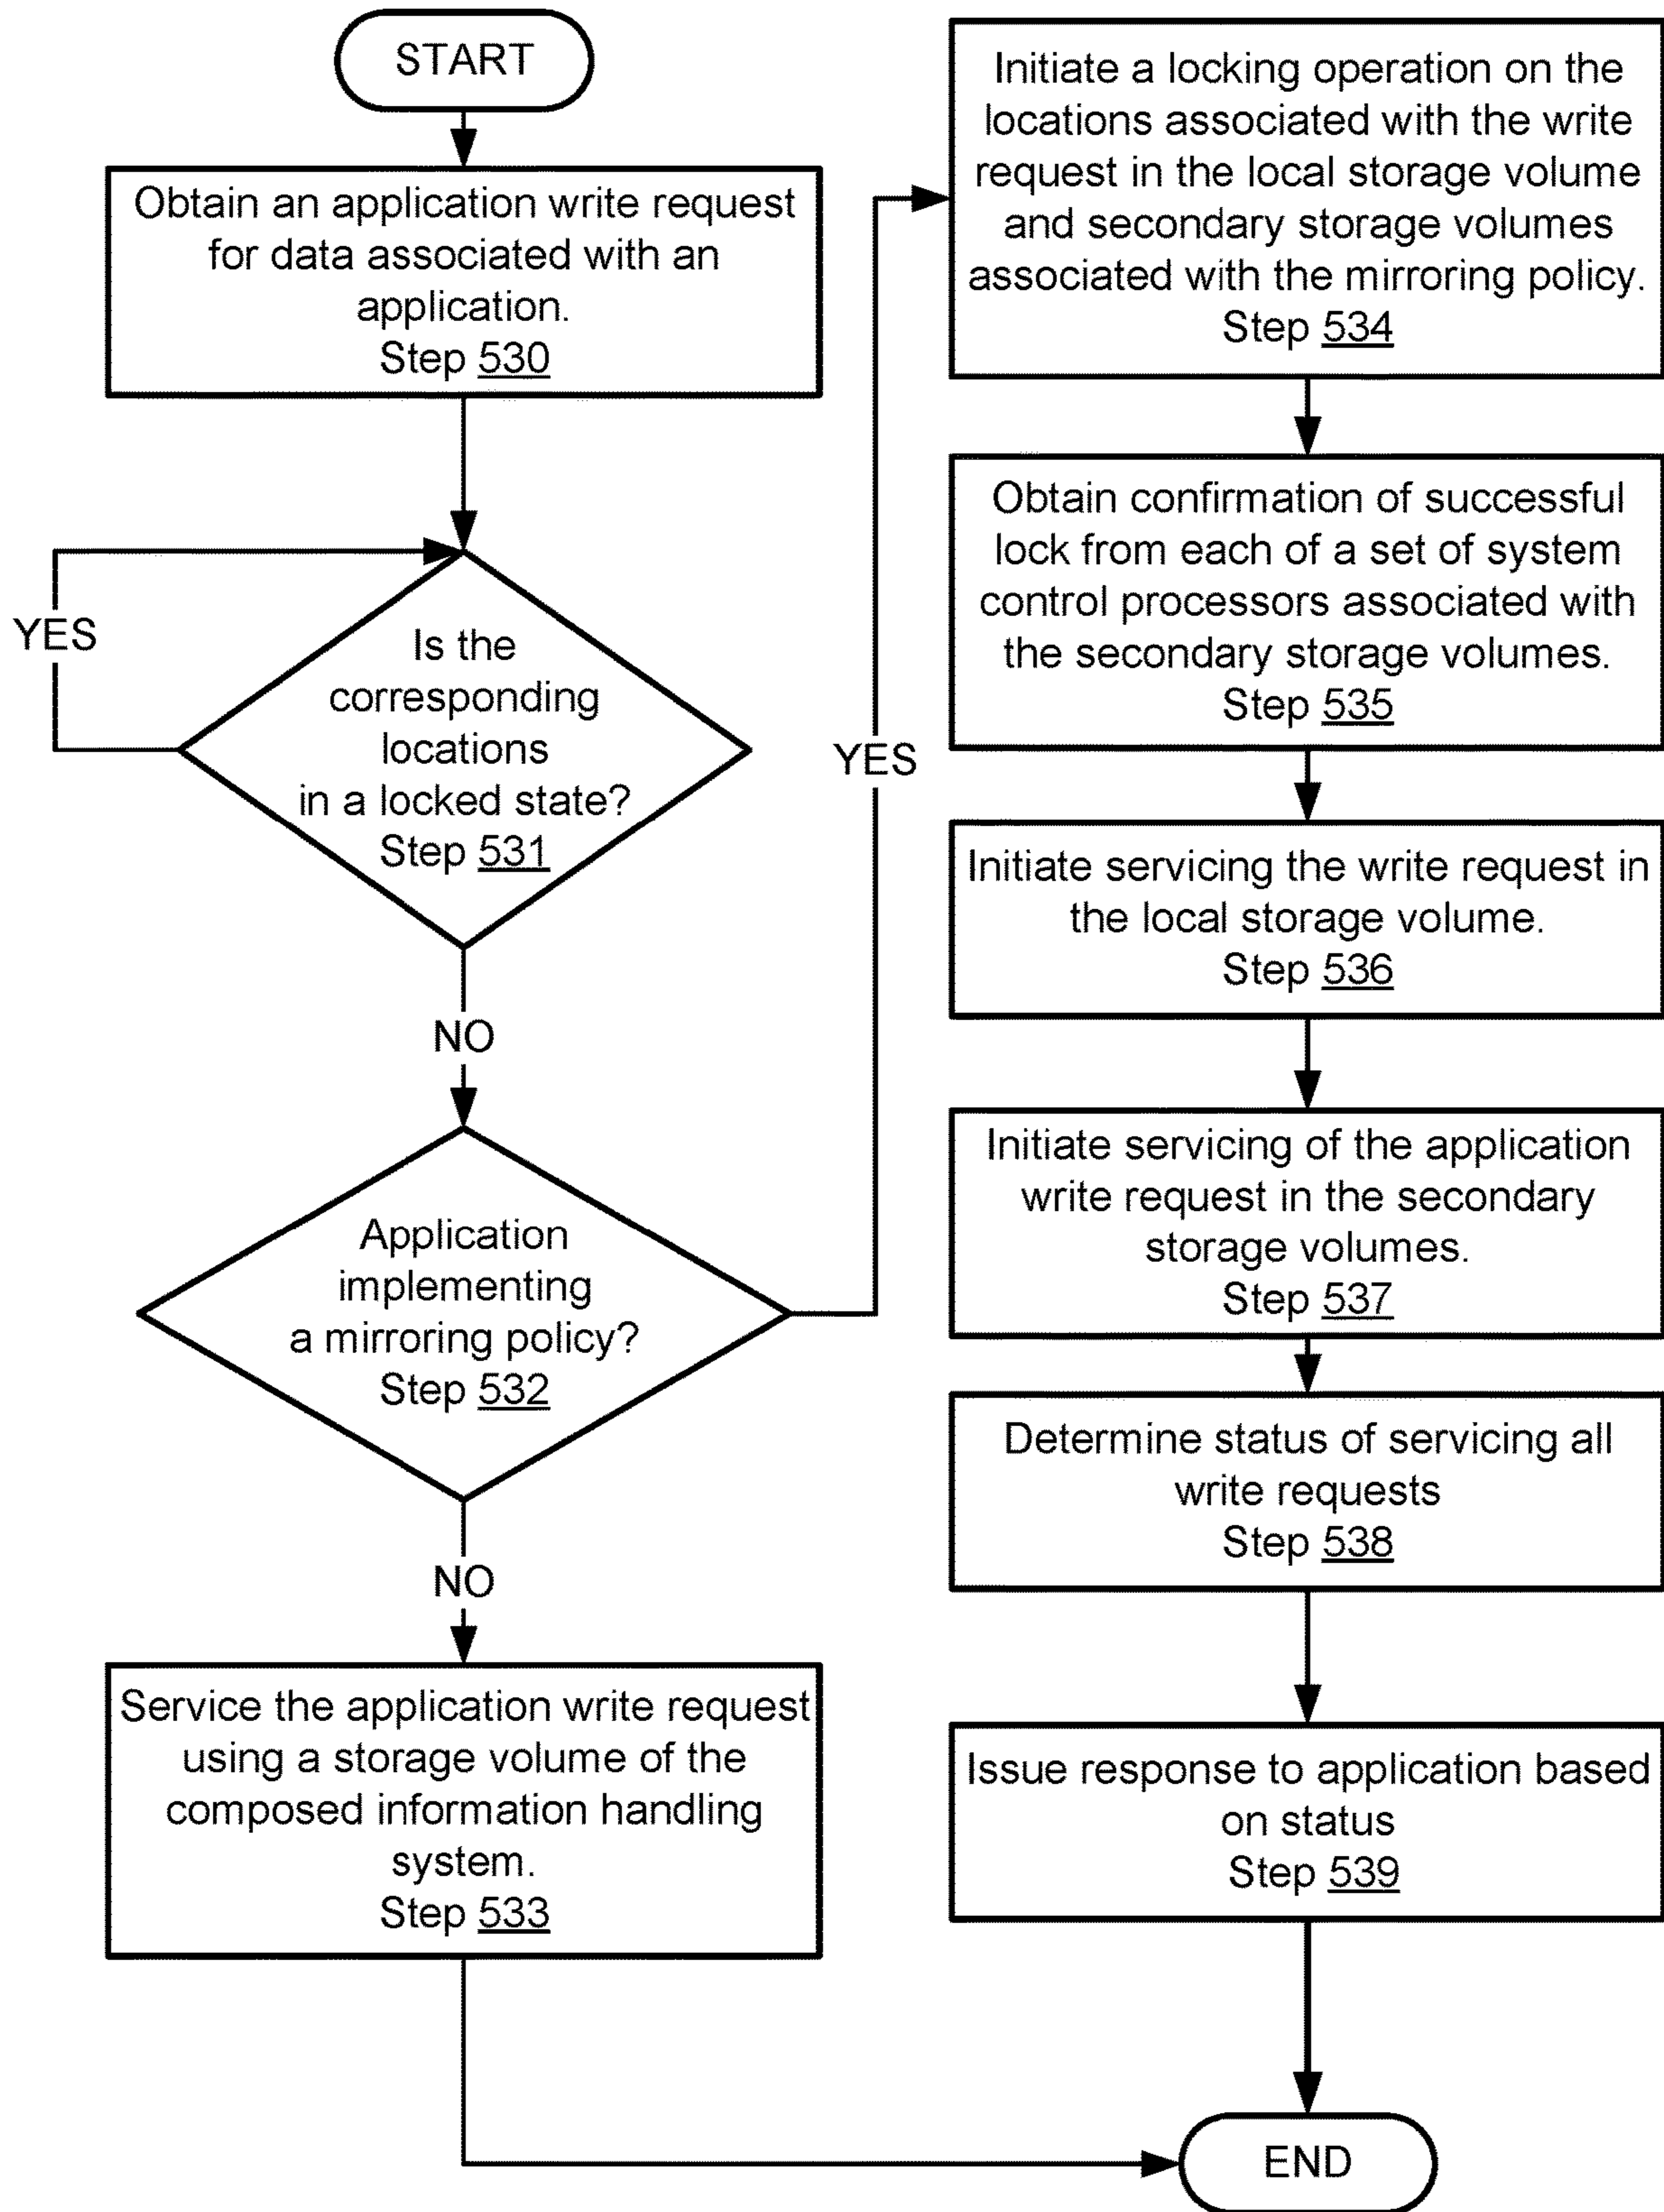 START
Obtain an application write request
for data associated with an
application.
Step 530
YES
Is the
corresponding
locations
in a locked state?
Step 531
NO
Application
implementing
a mirroring policy?
Step 532
YES
NO
Service the application write request
using a storage volume of the
composed information handling
system.
Step 533
Initiate a locking operation on the
locations associated with the write
request in the local storage volume
and secondary storage volumes
associated with the mirroring policy.
Step 534
Obtain confirmation of successful
lock from each of a set of system
control processors associated with
the secondary storage volumes.
Step 535
Initiate servicing the write request in
the local storage volume.
Step 536
Initiate servicing of the application
write request in the secondary
storage volumes.
Step 537
Determine status of servicing all
write requests
Step 538
Issue response to application based
on status
Step 539
END